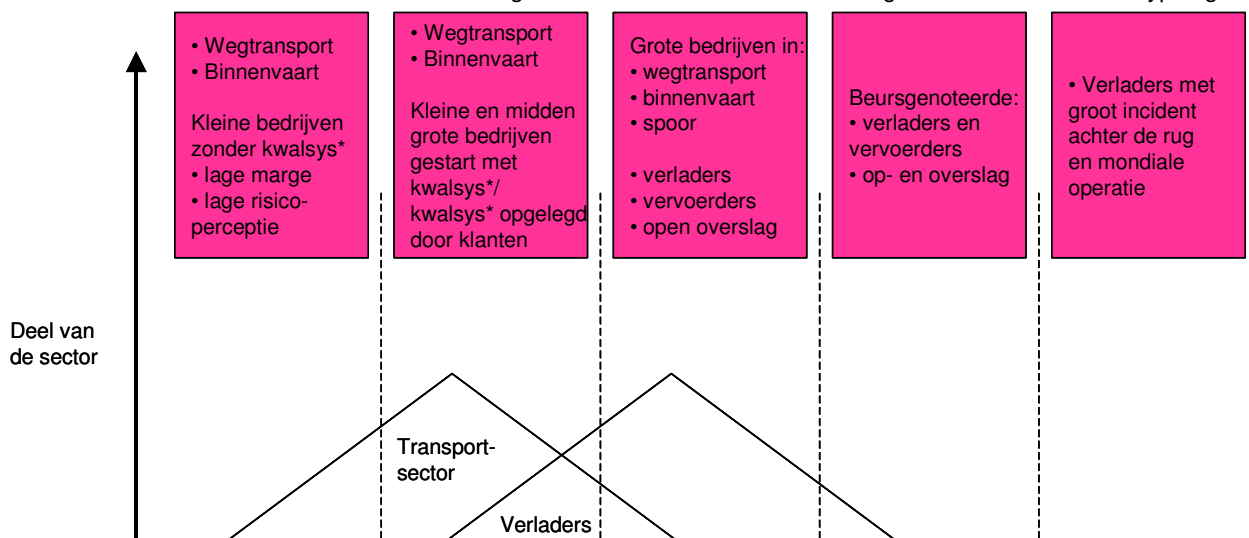 • Wegtransport
• Binnenvaart
Kleine bedrijven
zonder kwalsys*
• lage marge
• lage risico-
perceptie
• Wegtransport
• Binnenvaart
Kleine en midden
grote bedrijven
gestart met
kwalsys*/
kwalsys* opgelegd
door klanten
Grote bedrijven in:
• wegtransport
• binnenvaart
• spoor
• verladers
• vervoerders
• open overslag
Beursgenoteerde:
• verladers en
vervoerders
• op- en overslag
• Verladers met
groot incident
achter de rug
en mondiale
operatie
Deel van
de sector
Transport-
sector
Verladers